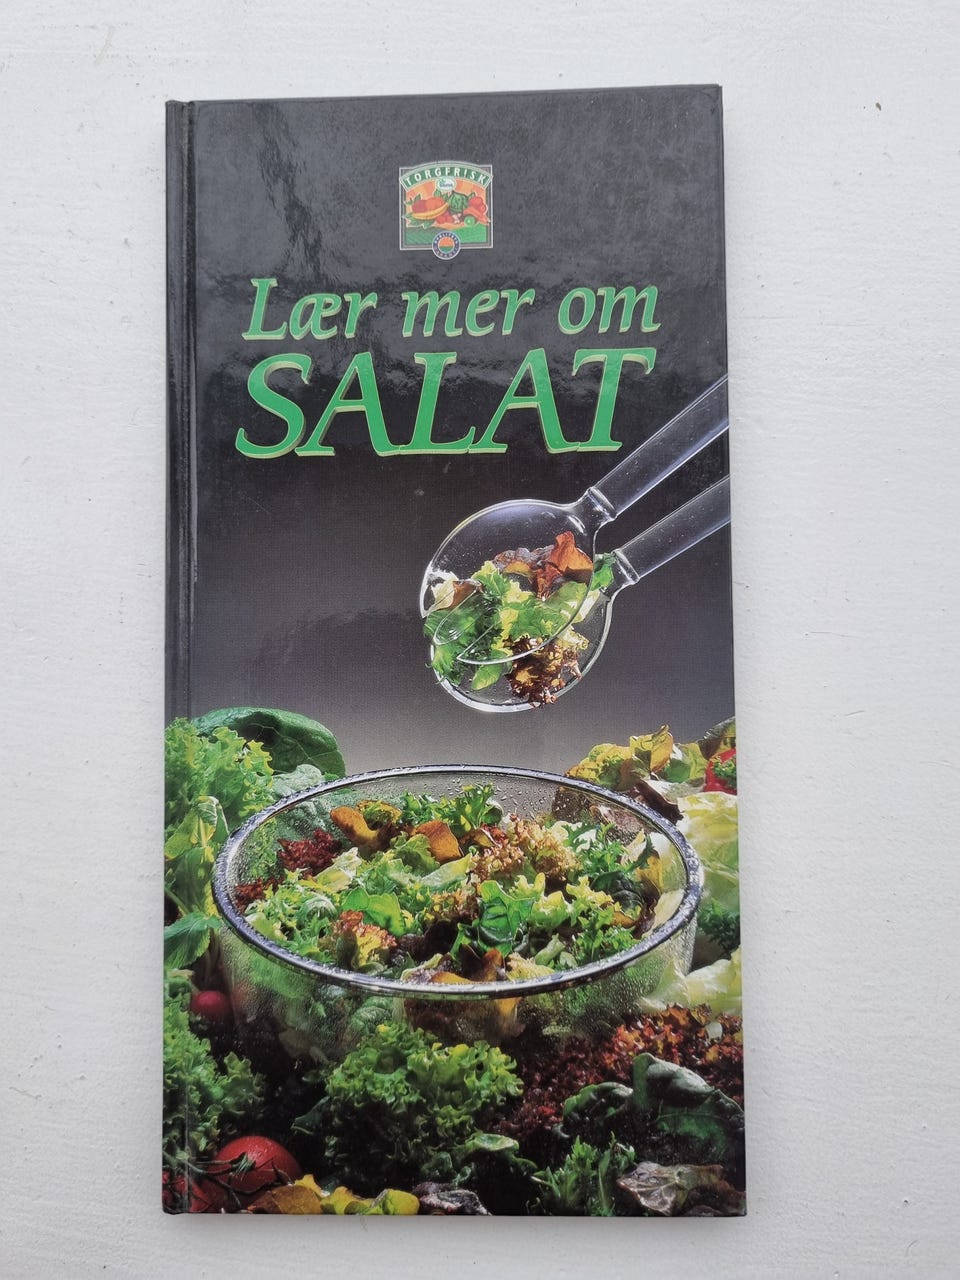 TORGFRISK
Lær mer om
SALAT